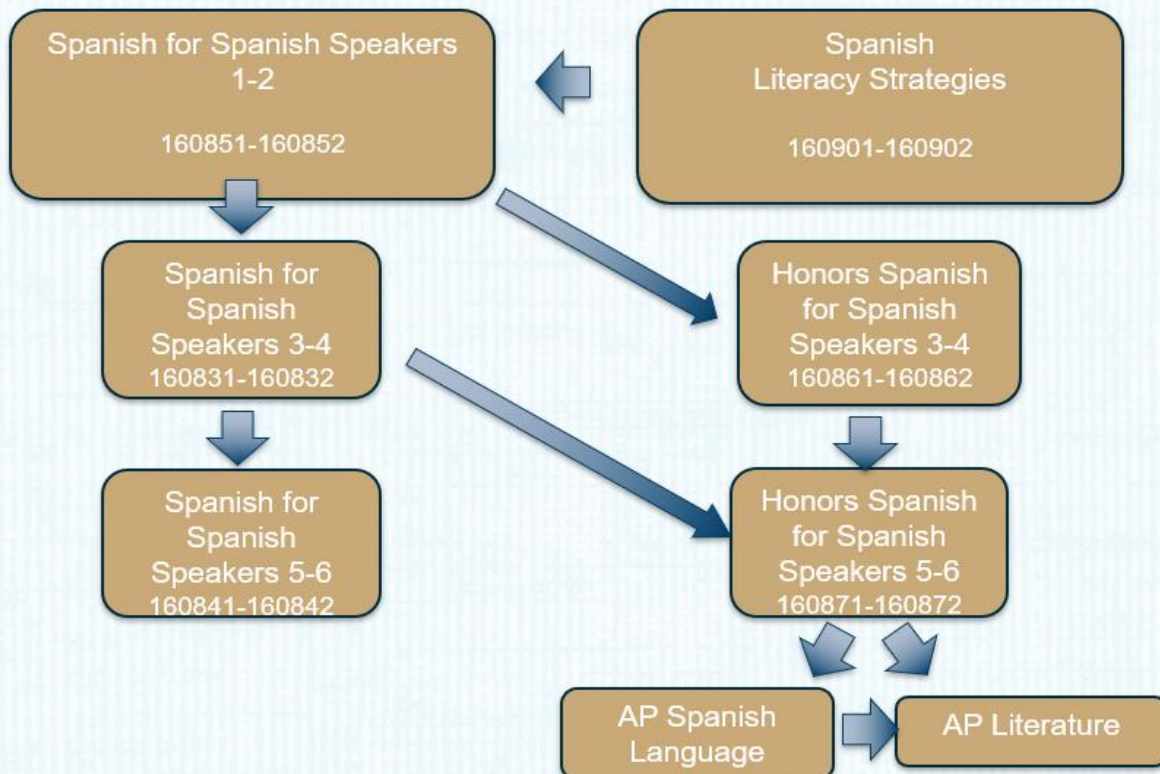 Spanish for Spanish Speakers
1-2
160851-160852
Spanish
Literacy Strategies
160901-160902
Spanish for
Spanish
Speakers 3-4
160831-160832
Honors Spanish
for Spanish
Speakers 3-4
160861-160862
Spanish for
Spanish
Speakers 5-6
160841-160842
Honors Spanish
for Spanish
Speakers 5-6
160871-160872
AP Spanish
Language
AP Literature